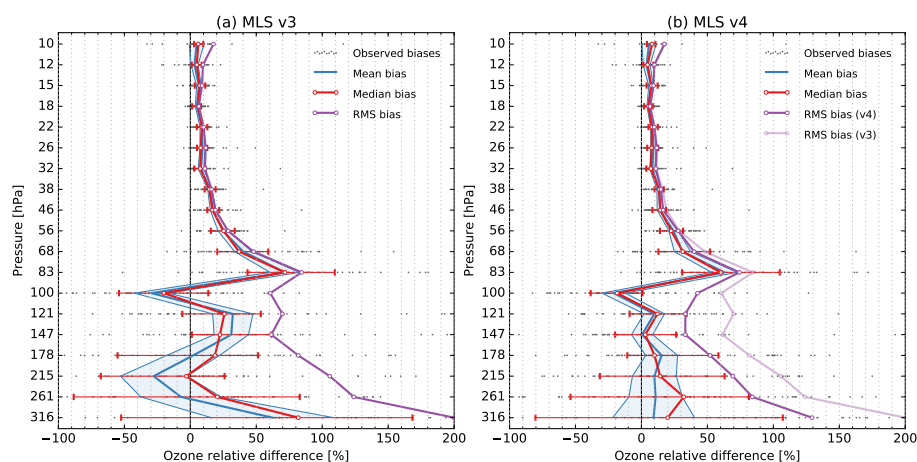 (a) MLS v3
Pressure [hPa]
10
12
15
18
22
26
32
38
46
56
68
83
100
121
147
178
215
261
316
Observed biases
Mean bias
Median bias
RMS bias
−100 −50 0 50 100 150 200
Ozone relative difference [%]
(b) MLS v4
Pressure [hPa]
10
12
15
18
22
26
32
38
46
56
68
83
100
121
147
178
215
261
316
Observed biases
Mean bias
Median bias
RMS bias (v4)
RMS bias (v3)
−100 −50 0 50 100 150 200
Ozone relative difference [%]